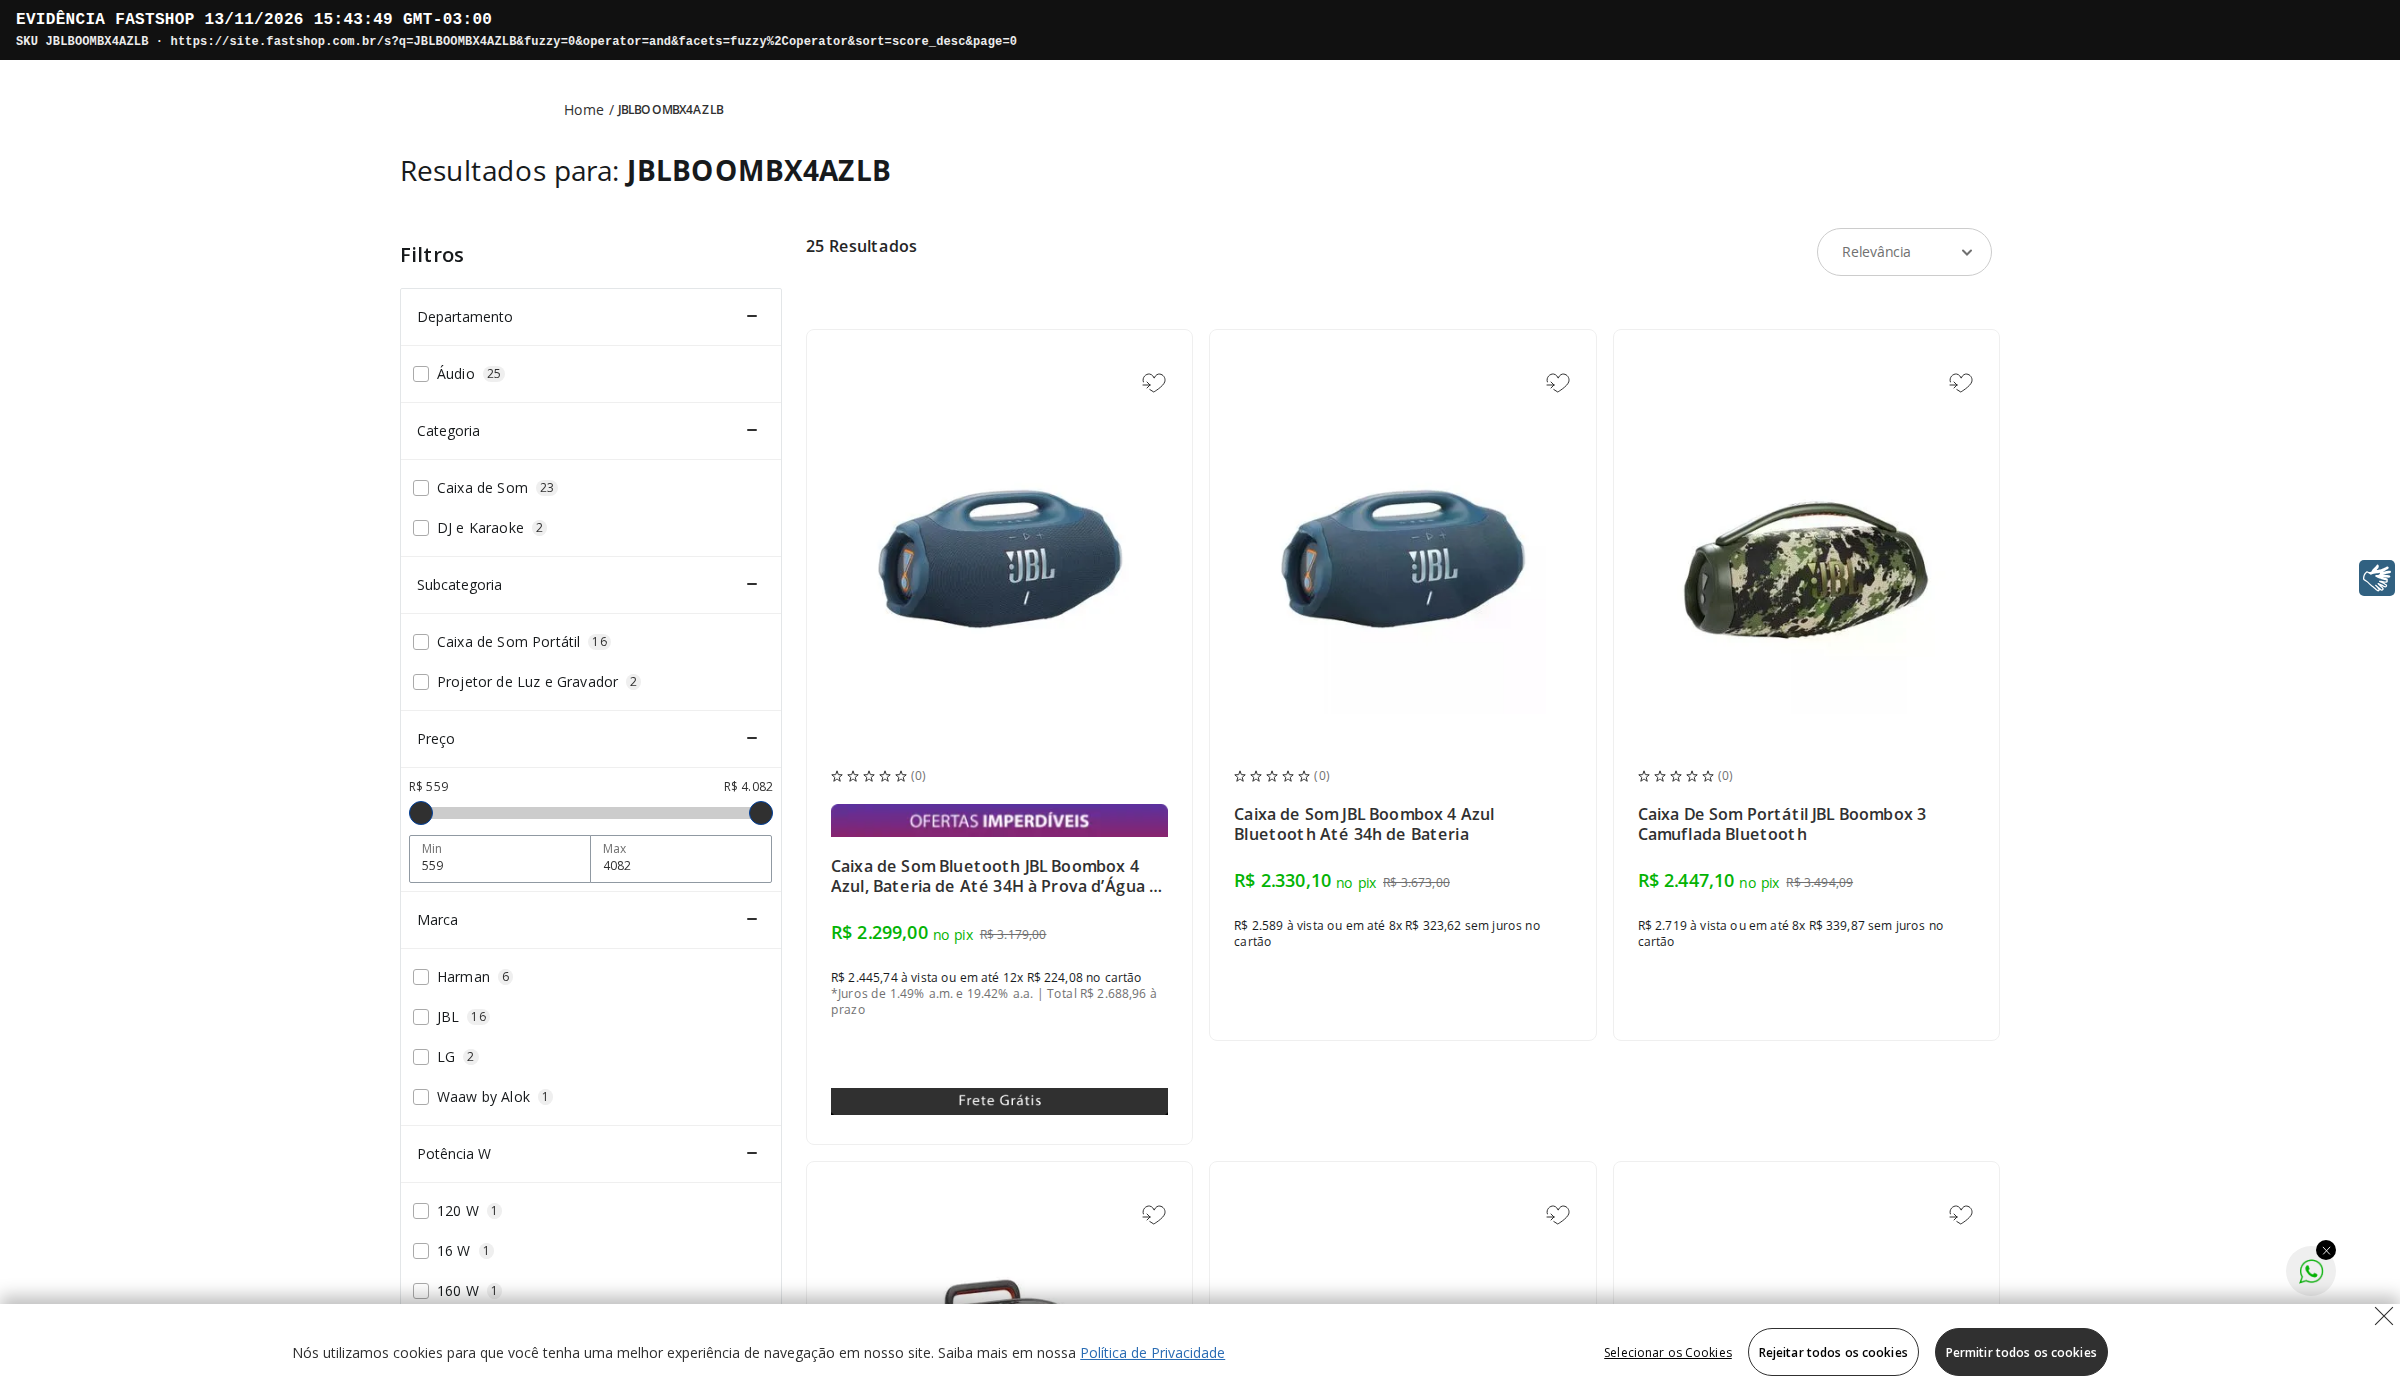 EVIDÊNCIA FASTSHOP 13/11/2026 15:43:49 GMT-03:00
SKU JBLBOOMBX4AZLB · https://site.fastshop.com.br/s?q=JBLBOOMBX4AZLB&fuzzy=0&operator=and&facets=fuzzy%2Coperator&sort=score_desc&page=0
Home / JBLBOOMBX4AZLB
Resultados para: JBLBOOMBX4AZLB
Filtros
25 Resultados
Relevância
Departamento
Áudio 25
Categoria
Caixa de Som 23
DJ e Karaoke 2
Subcategoria
Caixa de Som Portátil 16
Projetor de Luz e Gravador 2
Preço
R$ 559 R$ 4.082
Min Max
559 4082
Marca
Harman 6
JBL 16
LG 2
Waaw by Alok 1
Potência W
120 W 1
16 W 1
160 W 1
JBL
(0)
OFERTAS IMPERDÍVEIS
Caixa de Som Bluetooth JBL Boombox 4
Azul, Bateria de Até 34H à Prova d’Água ...
R$ 2.299,00 no pix R$ 3.179,00
R$ 2.445,74 à vista ou em até 12x R$ 224,08 no cartão
*Juros de 1.49% a.m. e 19.42% a.a. | Total R$ 2.688,96 à
prazo
Frete Grátis
JBL
(0)
Caixa de Som JBL Boombox 4 Azul
Bluetooth Até 34h de Bateria
R$ 2.330,10 no pix R$ 3.673,00
R$ 2.589 à vista ou em até 8x R$ 323,62 sem juros no
cartão
JBL
(0)
Caixa De Som Portátil JBL Boombox 3
Camuflada Bluetooth
R$ 2.447,10 no pix R$ 3.494,09
R$ 2.719 à vista ou em até 8x R$ 339,87 sem juros no
cartão
Nós utilizamos cookies para que você tenha uma melhor experiência de navegação em nosso site. Saiba mais em nossa Política de Privacidade
Selecionar os Cookies
Rejeitar todos os cookies
Permitir todos os cookies